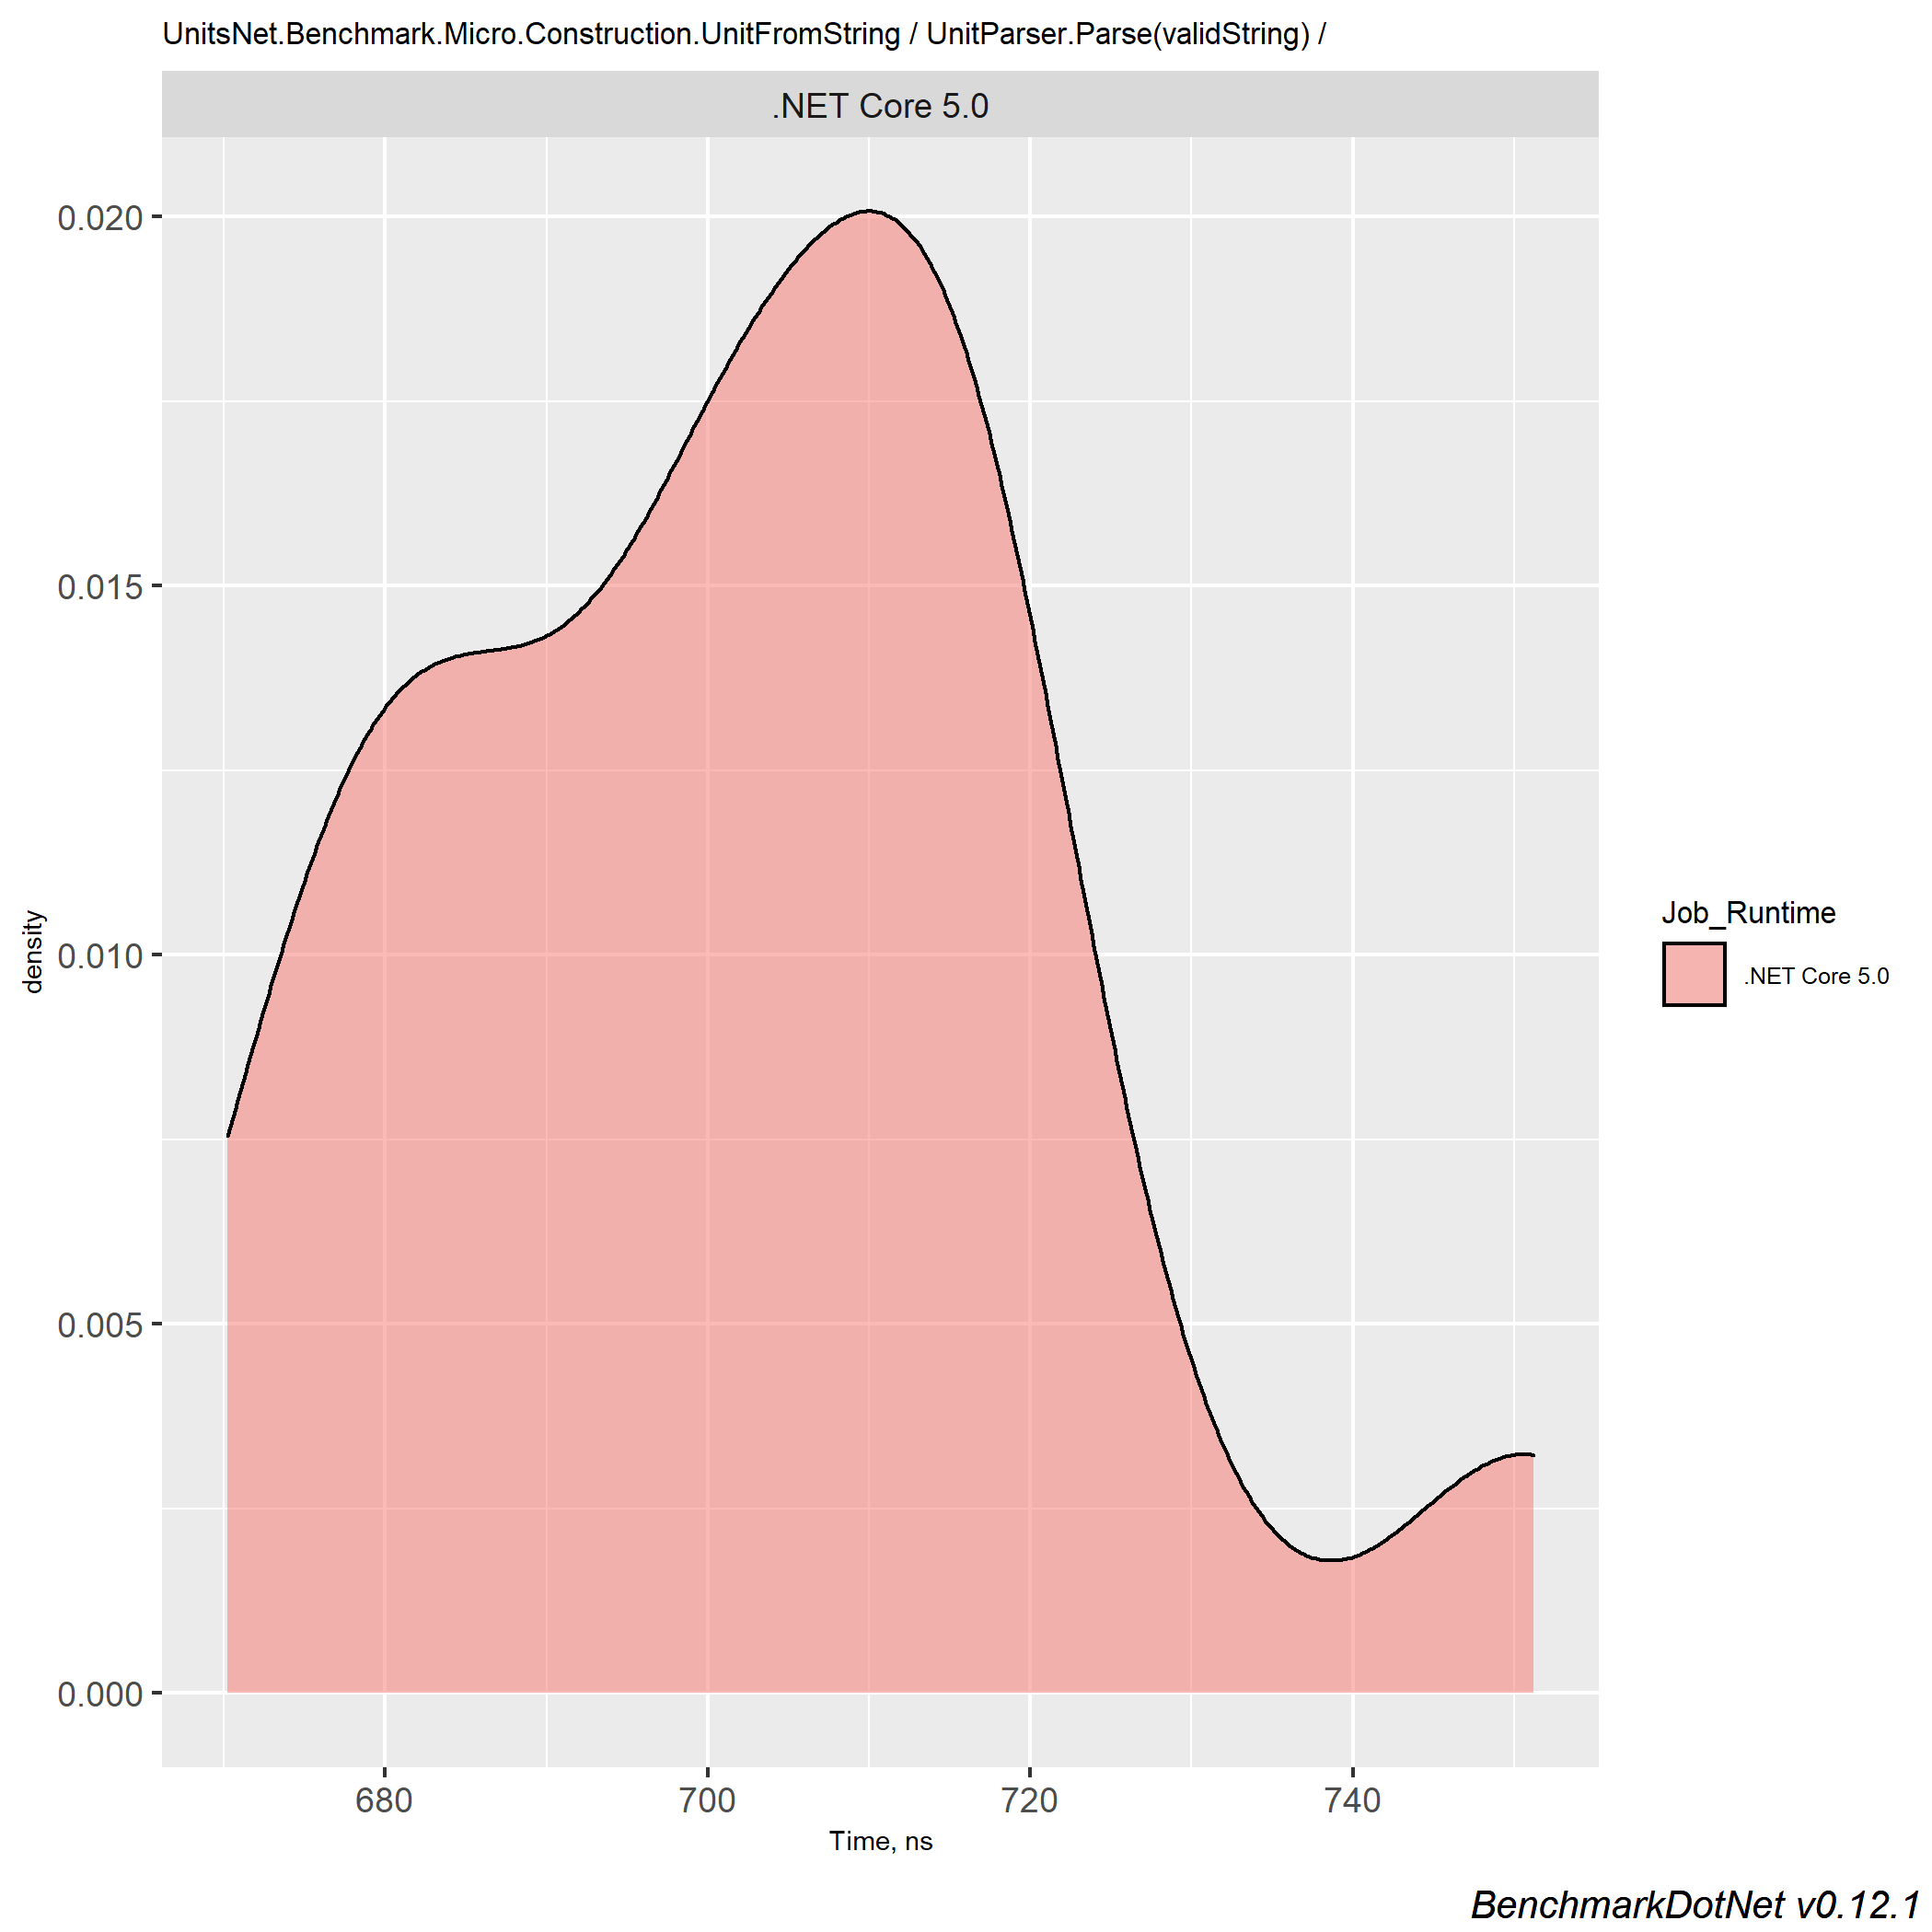 UnitsNet.Benchmark.Micro.Construction.UnitFromString / UnitParser.Parse(validString) /
.NET Core 5.0
0.020
0.015
0.010
0.005
0.000
density
680 700 720 740
Time, ns
Job_Runtime
.NET Core 5.0
BenchmarkDotNet v0.12.1